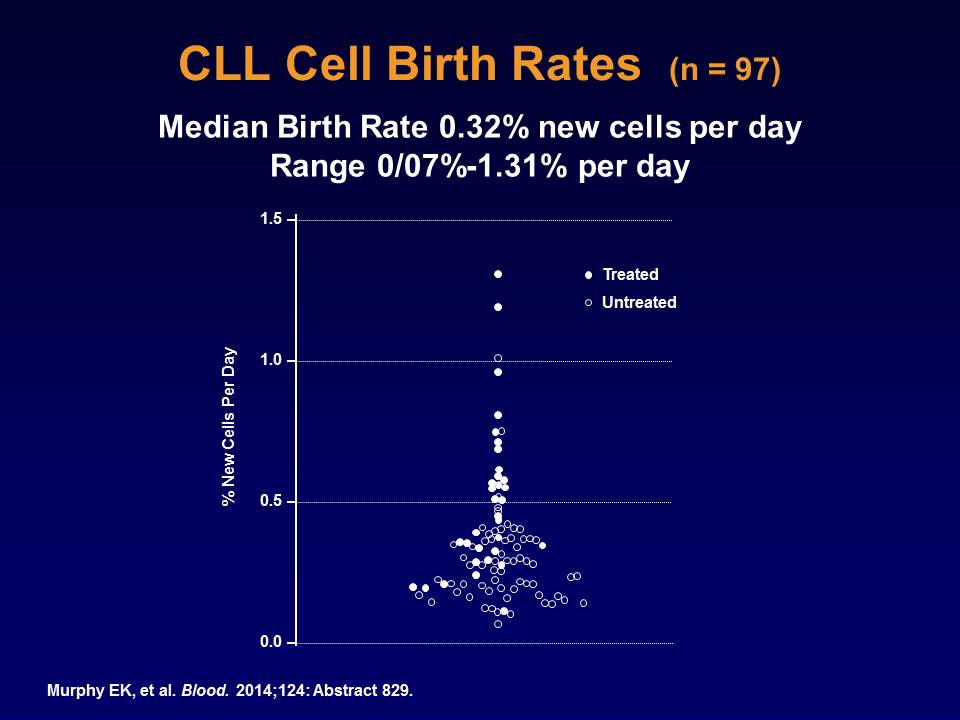 CLL Cell Birth Rates (n = 97)
Median Birth Rate 0.32% new cells per day
Range 0/07%-1.31% per day
1.5
Treated
Untreated
1.0
% New Cells Per Day
0.5
0.0
Murphy EK, et al. Blood. 2014;124: Abstract 829.